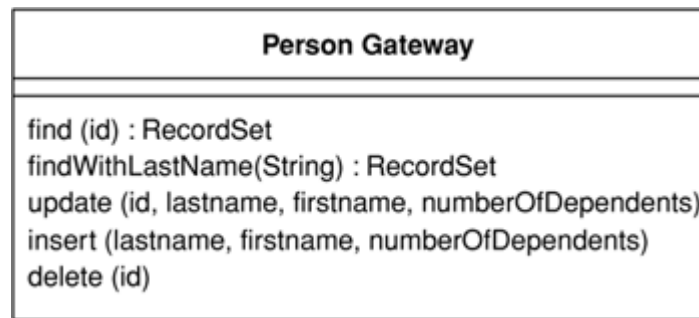 Person Gateway
find (id) : RecordSet
findWithLastName(String) : RecordSet
update (id, lastname, firstname, numberOfDependents)
insert (lastname, firstname, numberOfDependents)
delete (id)